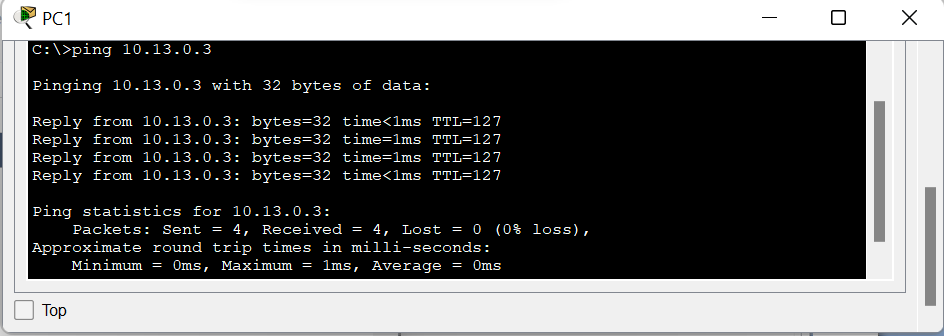 PC1
C:\>ping 10.13.0.3
Pinging 10.13.0.3 with 32 bytes of data:
Reply from 10.13.0.3: bytes=32 time<1ms TTL=127
Reply from 10.13.0.3: bytes=32 time=1ms TTL=127
Reply from 10.13.0.3: bytes=32 time=1ms TTL=127
Reply from 10.13.0.3: bytes=32 time<1ms TTL=127
Ping statistics for 10.13.0.3:
Packets: Sent = 4, Received = 4, Lost = 0 (0% loss),
Approximate round trip times in milli-seconds:
Minimum = 0ms, Maximum = 1ms, Average = 0ms
Top